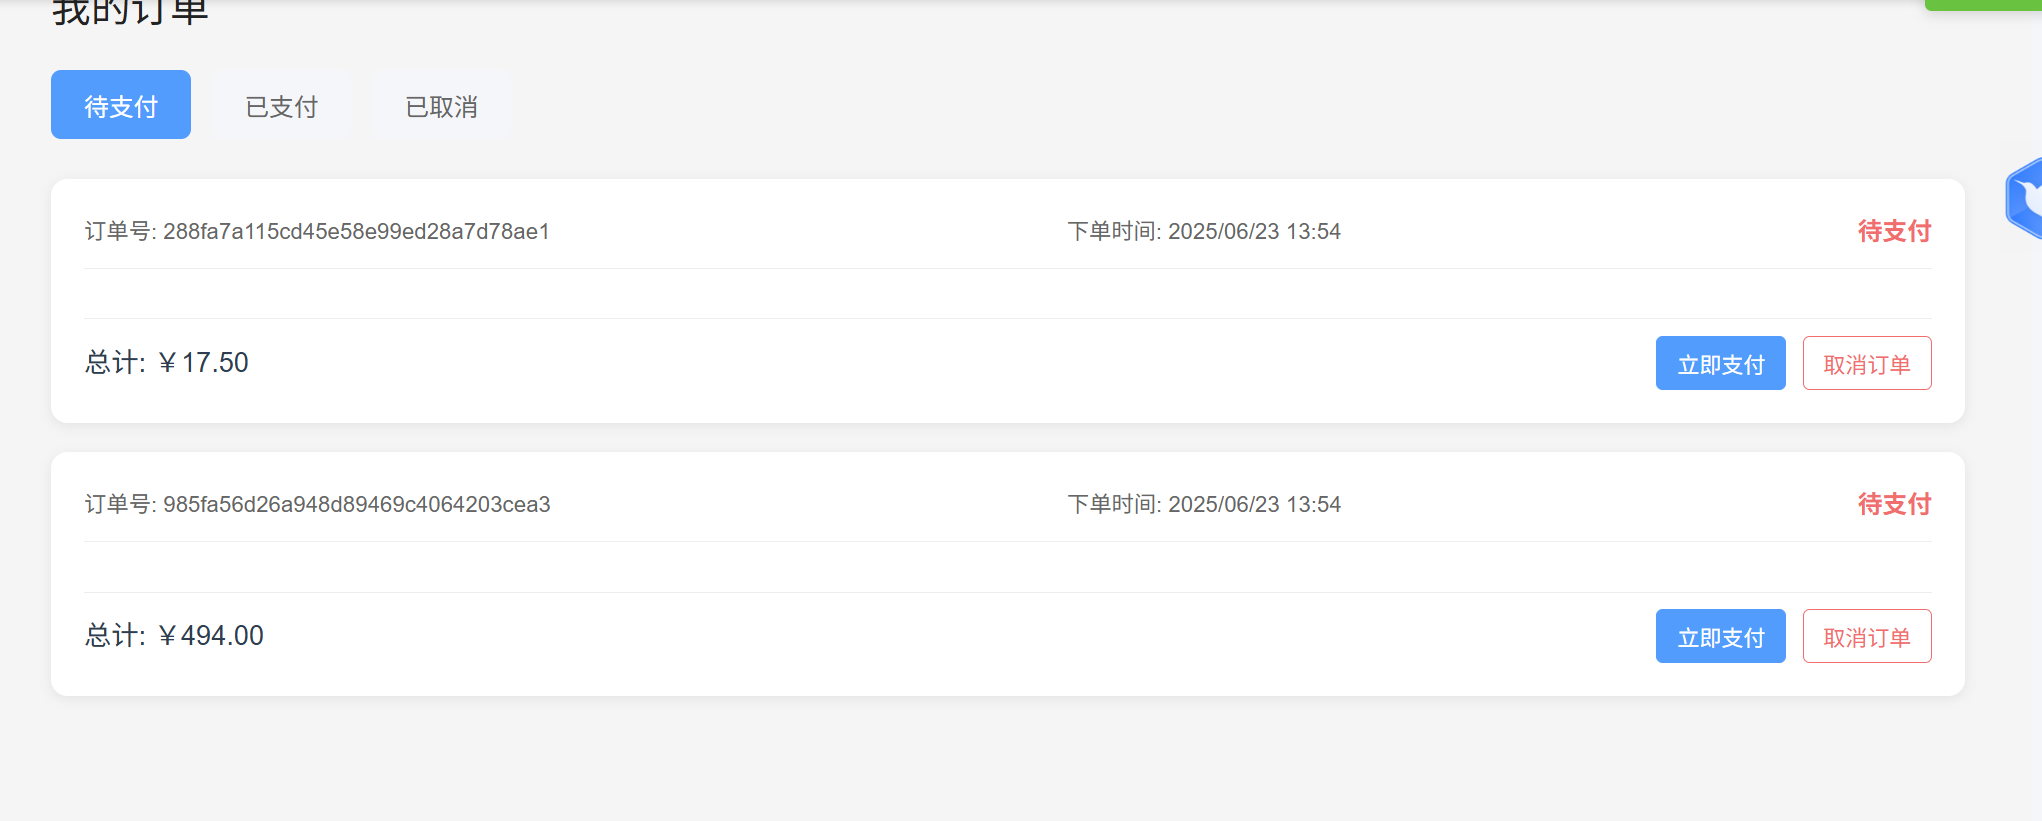 我的订单
待支付 已支付 已取消
订单号: 288fa7a115cd45e58e99ed28a7d78ae1 下单时间: 2025/06/23 13:54 待支付
总计: ￥17.50 立即支付 取消订单
订单号: 985fa56d26a948d89469c4064203cea3 下单时间: 2025/06/23 13:54 待支付
总计: ￥494.00 立即支付 取消订单